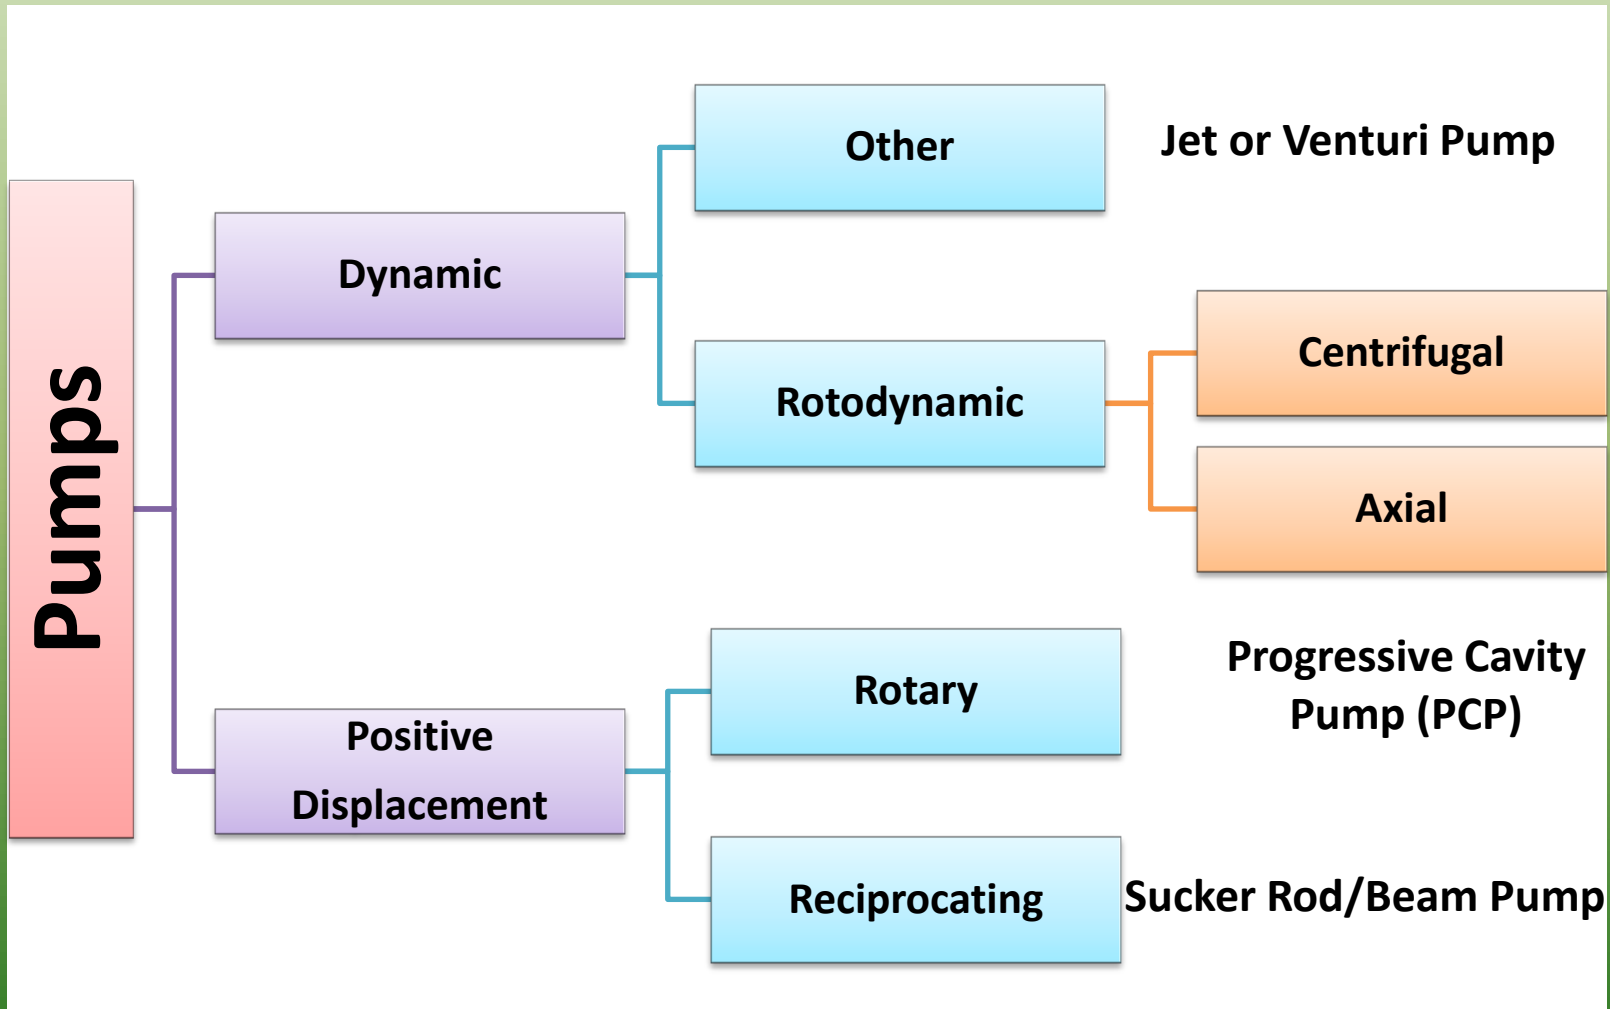 Pumps
Dynamic
Other
Jet or Venturi Pump
Rotodynamic
Centrifugal
Axial
Positive
Displacement
Rotary
Progressive Cavity
Pump (PCP)
Reciprocating
Sucker Rod/Beam Pump